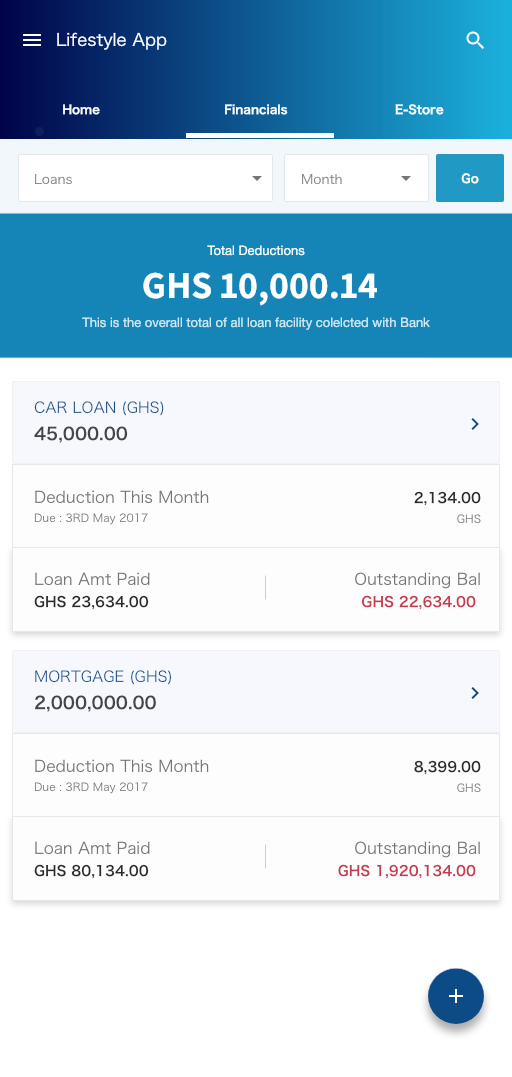 Lifestyle App
Home
Financials
E-Store
Loans
Month
Go
Total Deductions
GHS 10,000.14
This is the overall total of all loan facility colelcted with Bank
CAR LOAN (GHS)
45,000.00
Deduction This Month
2,134.00
Due : 3RD May 2017
GHS
Loan Amt Paid
Outstanding Bal
GHS 23,634.00
GHS 22,634.00
MORTGAGE (GHS)
2,000,000.00
Deduction This Month
8,399.00
Due : 3RD May 2017
GHS
Loan Amt Paid
Outstanding Bal
GHS 80,134.00
GHS 1,920,134.00